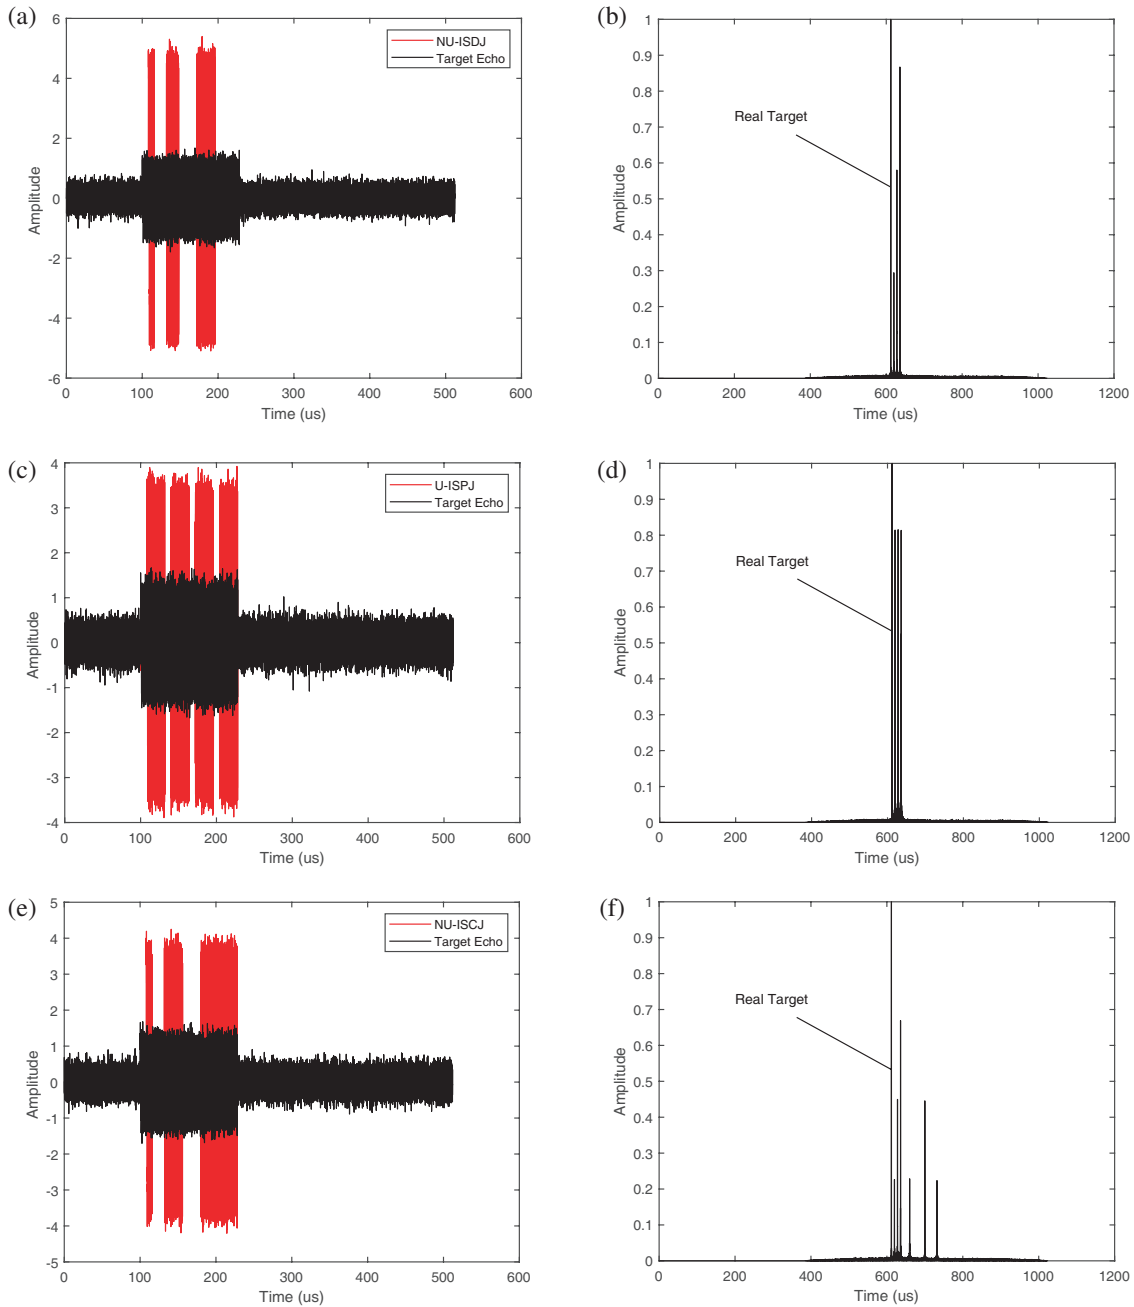 (a)
6
4
2
0
-2
-4
-6
Amplitude
NU-ISDJ
Target Echo
0 100 200 300 400 500 600
Time (us)
(b)
1
0.9
0.8
0.7
0.6
0.5
0.4
0.3
0.2
0.1
0
Amplitude
Real Target
0 200 400 600 800 1000 1200
Time (us)
(c)
4
3
2
1
0
-1
-2
-3
-4
Amplitude
U-ISPJ
Target Echo
0 100 200 300 400 500 600
Time (us)
(d)
1
0.9
0.8
0.7
0.6
0.5
0.4
0.3
0.2
0.1
0
Amplitude
Real Target
0 200 400 600 800 1000 1200
Time (us)
(e)
5
4
3
2
1
0
-1
-2
-3
-4
-5
Amplitude
NU-ISCJ
Target Echo
0 100 200 300 400 500 600
Time (us)
(f)
1
0.9
0.8
0.7
0.6
0.5
0.4
0.3
0.2
0.1
0
Amplitude
Real Target
0 200 400 600 800 1000 1200
Time (us)